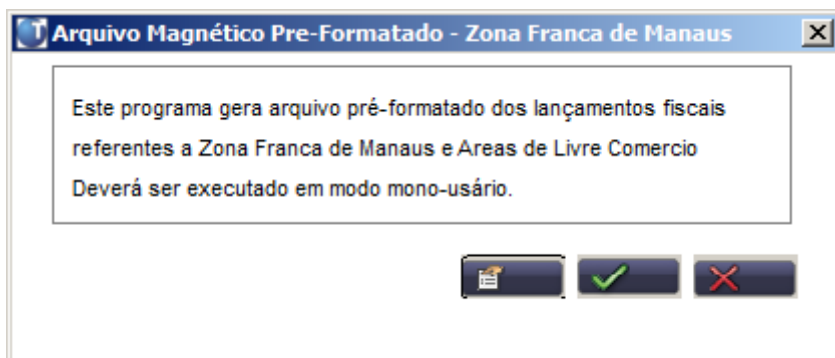 Arquivo Magnético Pre-Formatado - Zona Franca de Manaus
Este programa gera arquivo pré-formatado dos lançamentos fiscais
referentes a Zona Franca de Manaus e Areas de Livre Comercio
Deverá ser executado em modo mono-usário.